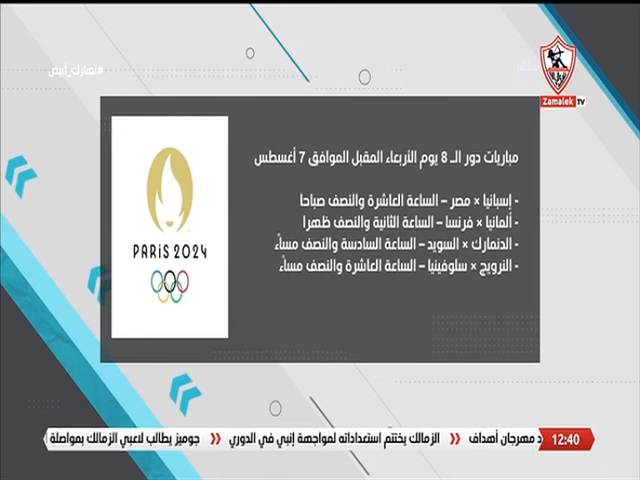 #نهارك_أبيض
Zamalek TV
مباريات دور الـ 8 يوم الأربعاء المقبل الموافق 7 أغسطس
- إسبانيا × مصر – الساعة العاشرة والنصف صباحا
- ألمانيا × فرنسا – الساعة الثانية والنصف ظهرا
- الدنمارك × السويد – الساعة السادسة والنصف مساءً
- النرويج × سلوفينيا – الساعة العاشرة والنصف مساءً
PARIS 2024
12:40 د مهرجان أهداف » الزمالك يختتم استعداداته لمواجهة إنبي في الدوري » جوميز يطالب لاعبي الزمالك بمواصلة